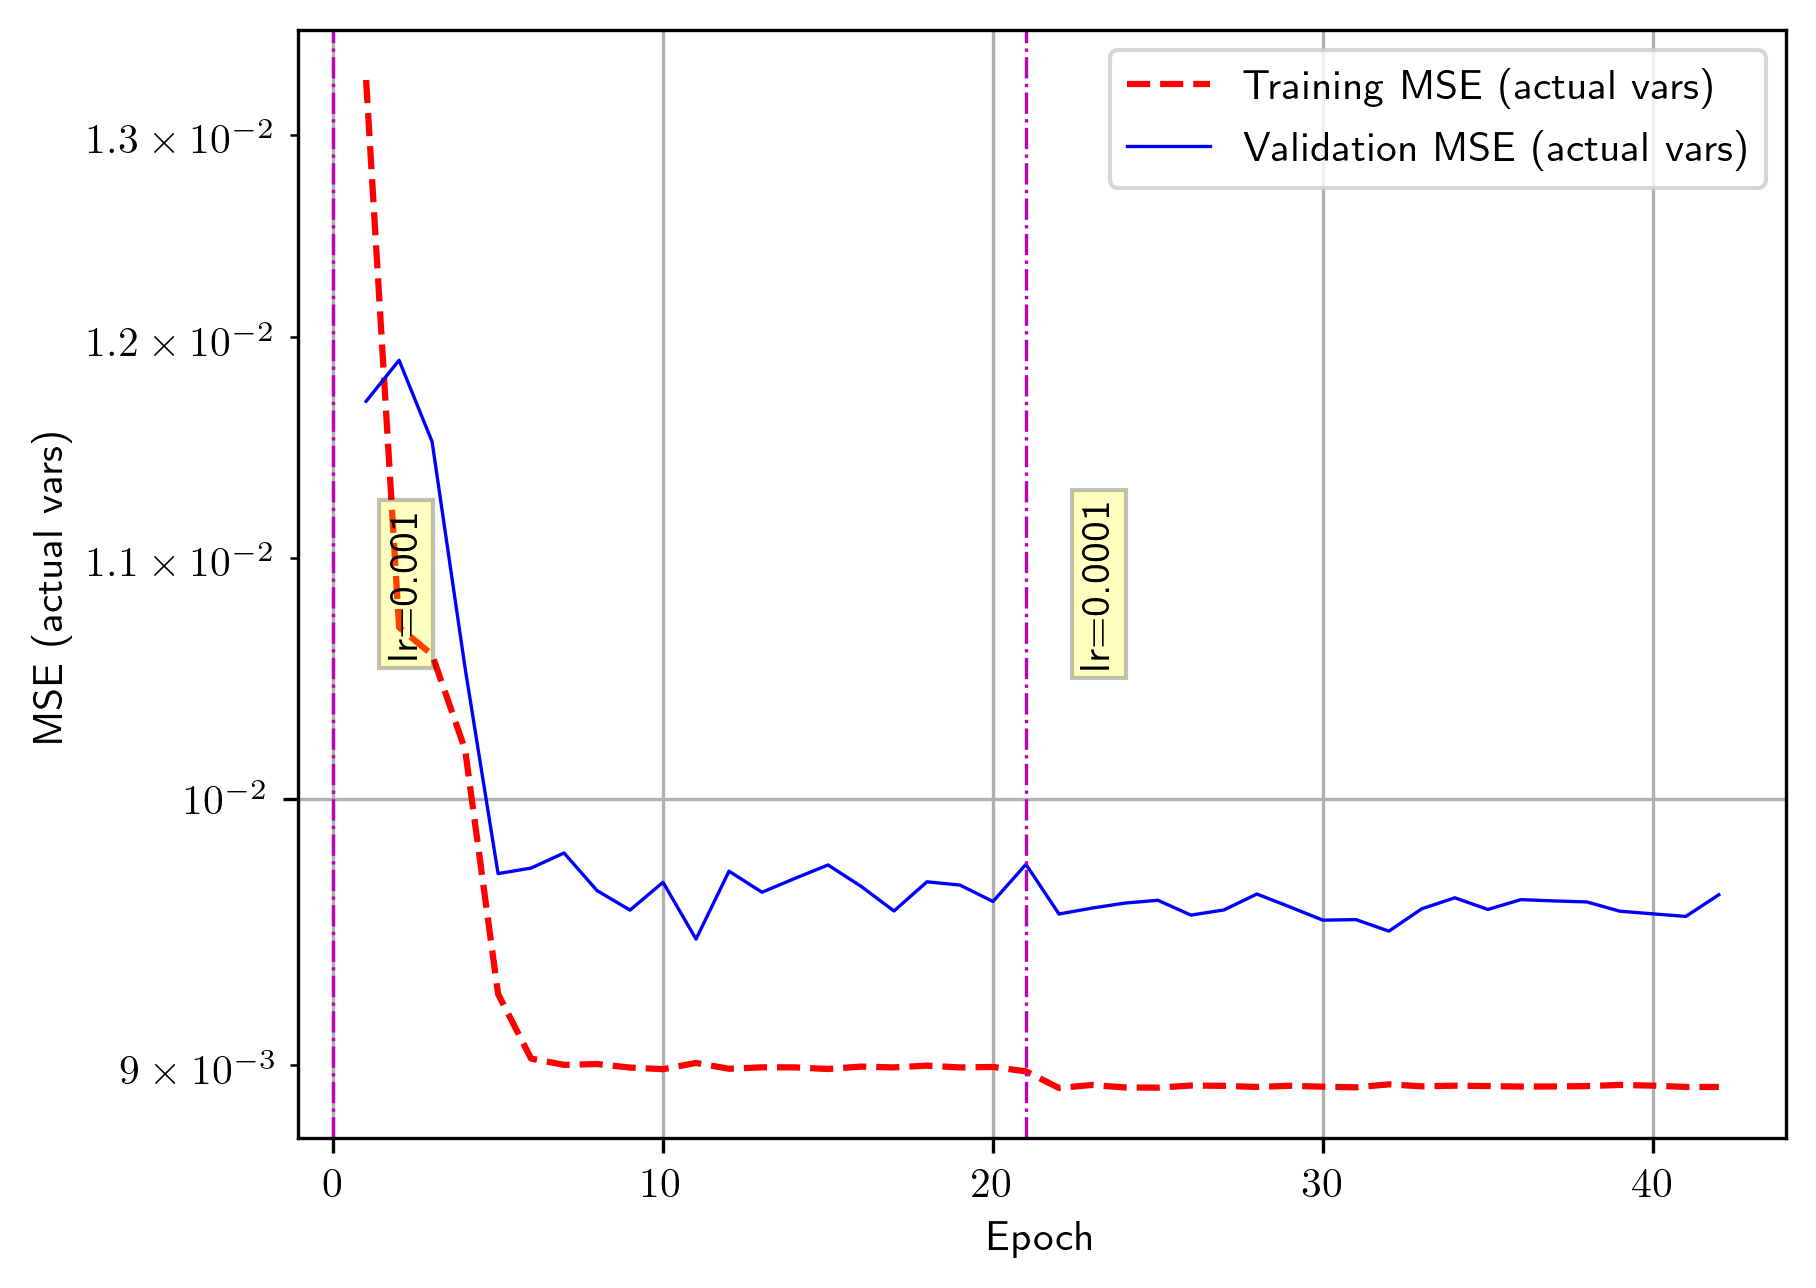 Training MSE (actual vars)
Validation MSE (actual vars)
1.3 × 10⁻²
1.2 × 10⁻²
1.1 × 10⁻²
10⁻²
9 × 10⁻³
MSE (actual vars)
lr=0.001
lr=0.0001
0 10 20 30 40
Epoch